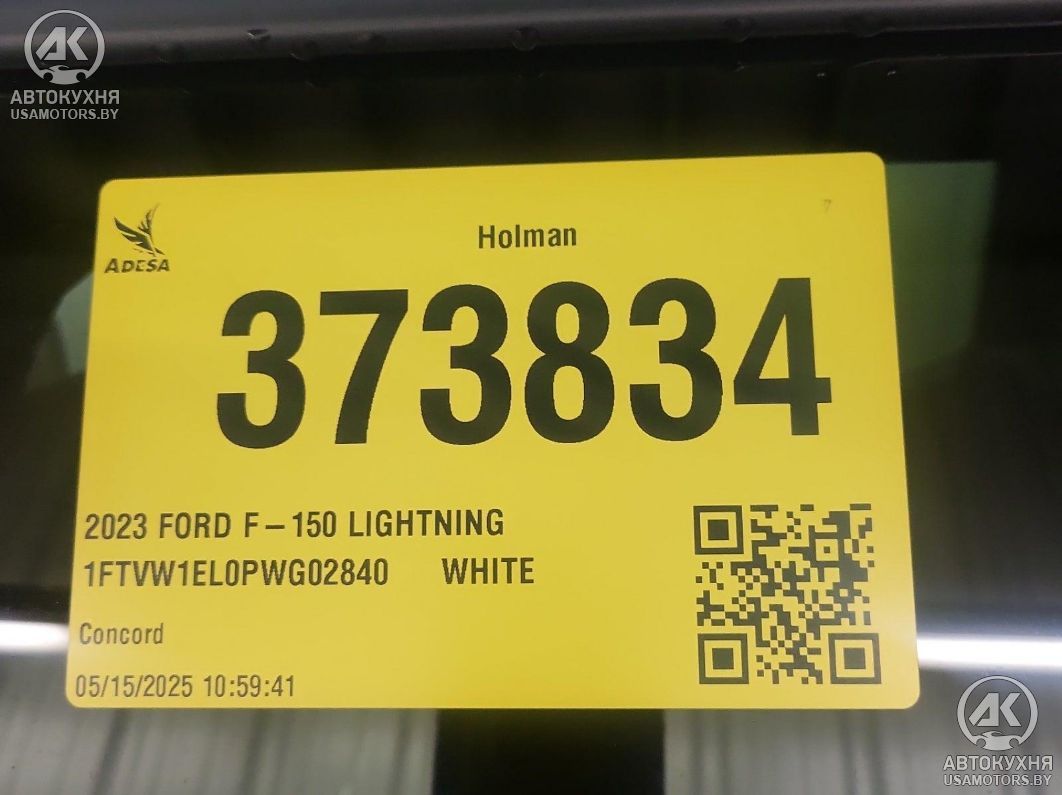 АВТОКУХНЯ
USAMOTORS.BY
ADESA
Holman
373834
2023 FORD F-150 LIGHTNING
1FTVW1EL0PWG02840 WHITE
Concord
05/15/2025 10:59:41
АВТОКУХНЯ
USAMOTORS.BY